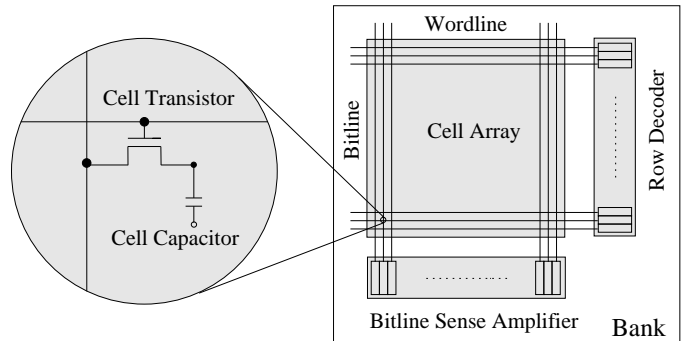 Wordline
Cell Transistor
Bitline
Cell Array
Row Decoder
Cell Capacitor
Bitline Sense Amplifier
Bank